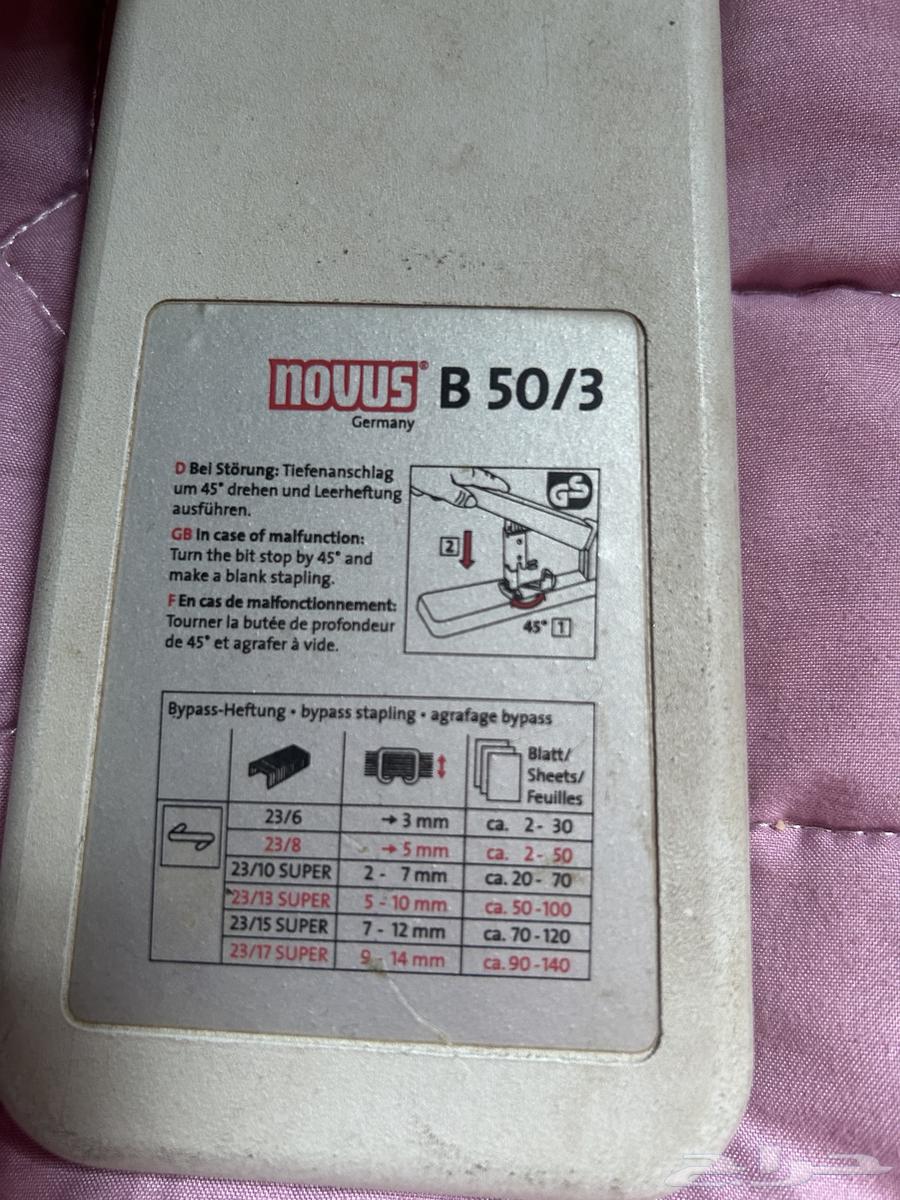 novus® B 50/3
Germany
D Bei Störung: Tiefenanschlag
um 45° drehen und Leerheftung
ausführen.
GB In case of malfunction:
Turn the bit stop by 45° and
make a blank stapling.
F En cas de malfonctionnement:
Tourner la butée de profondeur
de 45° et agrafer à vide.
GS
2
45° 1
Bypass-Heftung • bypass stapling • agrafage bypass
Blatt/
Sheets/
Feuilles
23/6 → 3 mm ca. 2 - 30
23/8 → 5 mm ca. 2 - 50
23/10 SUPER 2 - 7 mm ca. 20 - 70
23/13 SUPER 5 - 10 mm ca. 50 -100
23/15 SUPER 7 - 12 mm ca. 70 -120
23/17 SUPER 9 - 14 mm ca. 90 -140
حراج